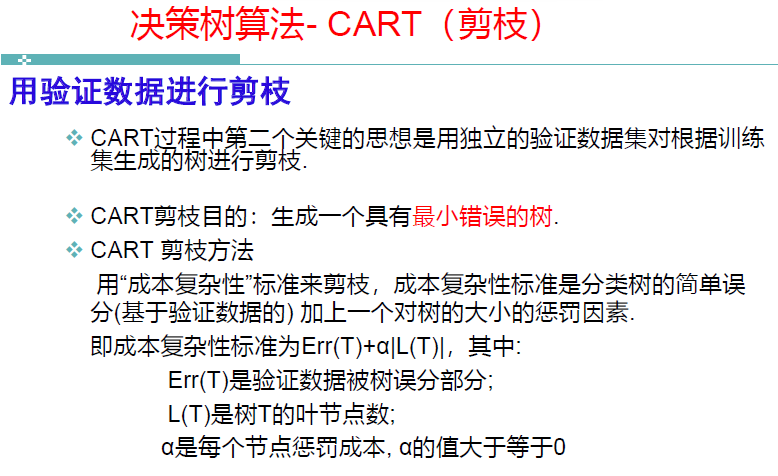 决策树算法- CART（剪枝）
用验证数据进行剪枝
CART过程中第二个关键的思想是用独立的验证数据集对根据训练
集生成的树进行剪枝.
CART剪枝目的：生成一个具有最小错误的树.
CART 剪枝方法
用“成本复杂性”标准来剪枝，成本复杂性标准是分类树的简单误
分(基于验证数据的) 加上一个对树的大小的惩罚因素.
即成本复杂性标准为Err(T)+α|L(T)|，其中:
Err(T)是验证数据被树误分部分;
L(T)是树T的叶节点数;
α是每个节点惩罚成本, α的值大于等于0